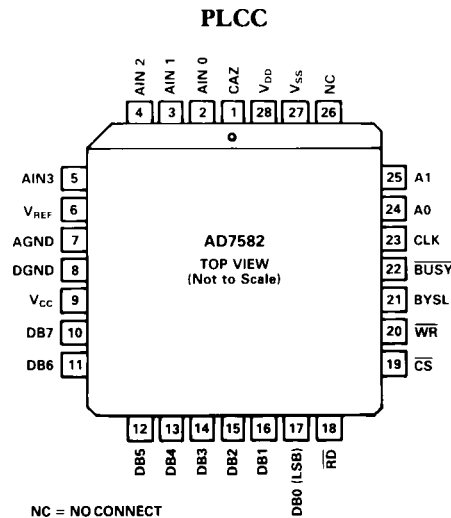 PLCC
AIN 2
AIN 1
AIN 0
CAZ
VDD
VSS
NC
4 3 2 1 28 27 26
AIN3 5
VREF 6
AGND 7
DGND 8
VCC 9
DB7 10
DB6 11
AD7582
TOP VIEW
(Not to Scale)
25 A1
24 A0
23 CLK
22 BUSY
21 BYSL
20 WR
19 CS
12 13 14 15 16 17 18
DB5
DB4
DB3
DB2
DB1
DB0 (LSB)
RD
NC = NO CONNECT